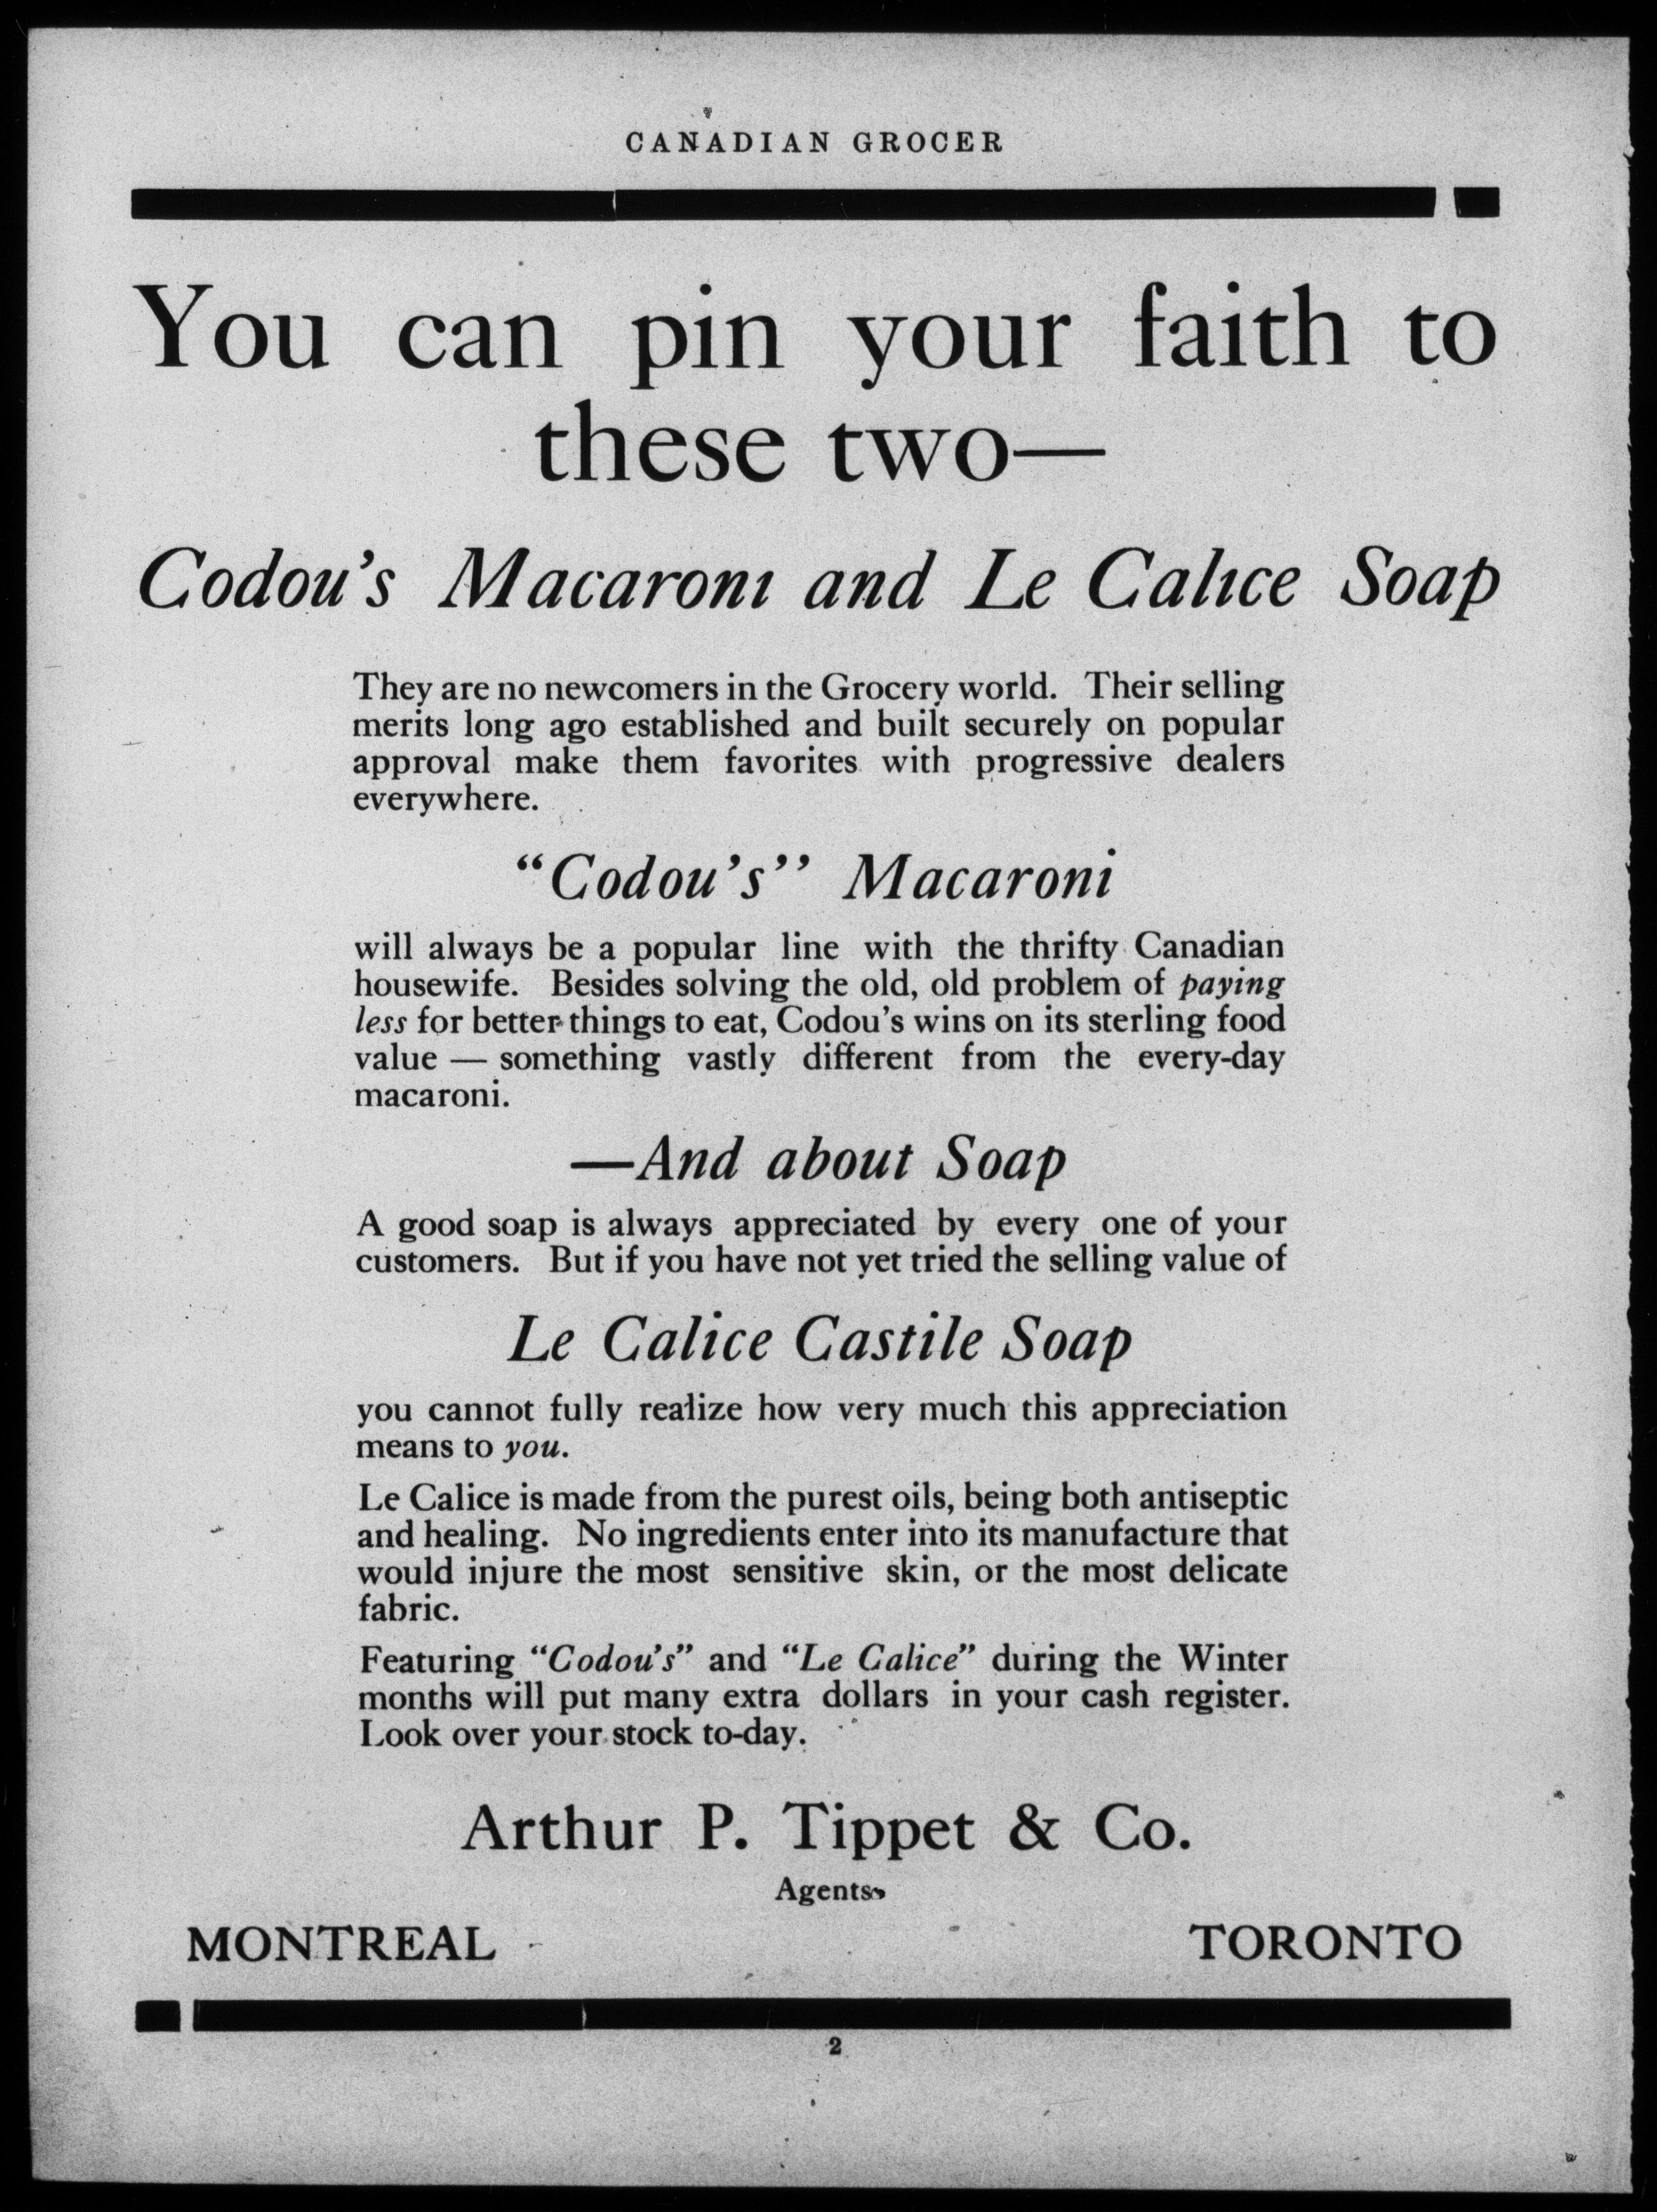 CANADIAN GROCER
You can pin your faith to
these two—
Codou's Macaroni and Le Calice Soap
They are no newcomers in the Grocery world. Their selling
merits long ago established and built securely on popular
approval make them favorites with progressive dealers
everywhere.
"Codou's" Macaroni
will always be a popular line with the thrifty Canadian
housewife. Besides solving the old, old problem of paying
less for better things to eat, Codou's wins on its sterling food
value — something vastly different from the every-day
macaroni.
—And about Soap
A good soap is always appreciated by every one of your
customers. But if you have not yet tried the selling value of
Le Calice Castile Soap
you cannot fully realize how very much this appreciation
means to you.
Le Calice is made from the purest oils, being both antiseptic
and healing. No ingredients enter into its manufacture that
would injure the most sensitive skin, or the most delicate
fabric.
Featuring "Codou's" and "Le Calice" during the Winter
months will put many extra dollars in your cash register.
Look over your stock to-day.
Arthur P. Tippet & Co.
Agents
MONTREAL TORONTO
2